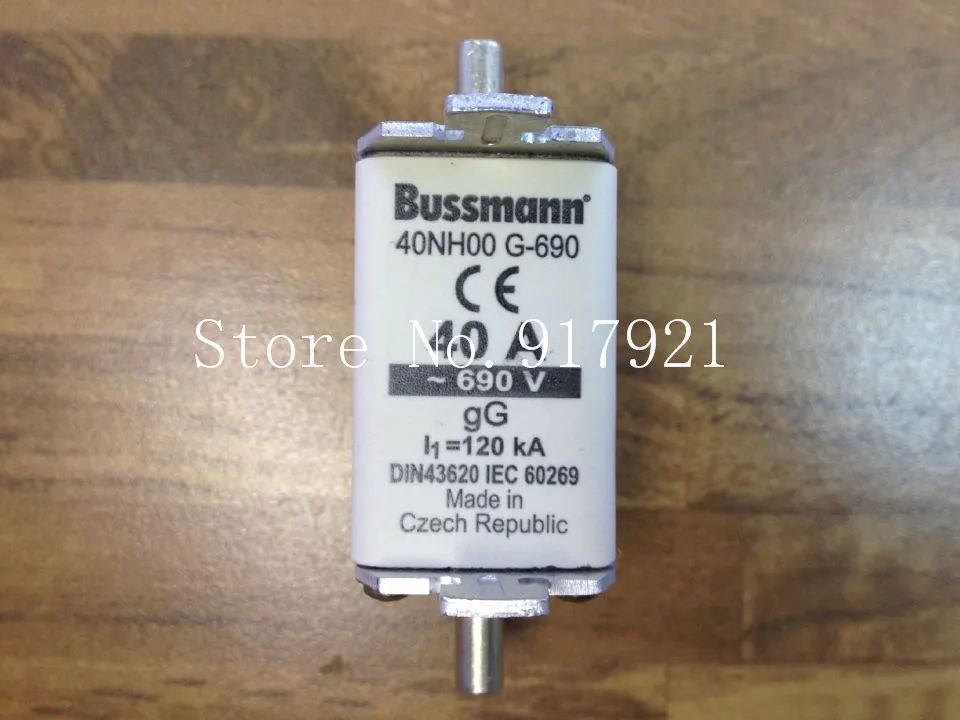 Bussmann®
40NH00 G-690
CE
40 A
Store No.917921
~ 690 V
gG
I₁=120 kA
DIN43620 IEC 60269
Made in
Czech Republic